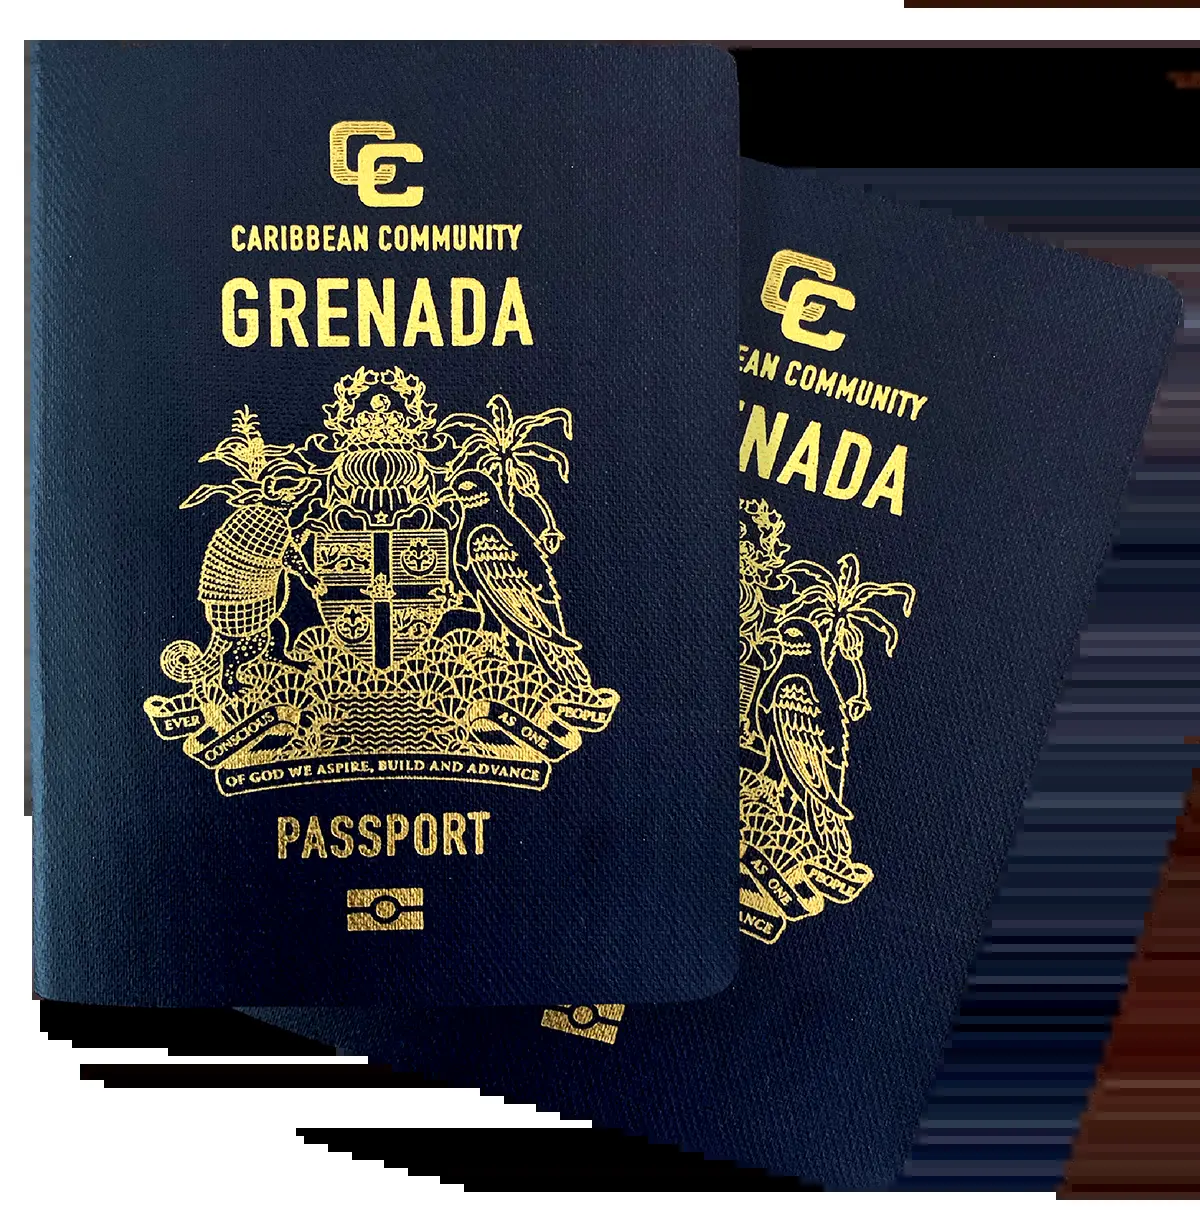 CC
CARIBBEAN COMMUNITY
GRENADA
EVER CONSCIOUS OF GOD WE ASPIRE, BUILD AND ADVANCE AS ONE PEOPLE
PASSPORT
CC
EAN COMMUNITY
NADA
ANCE AS ONE PEOPLE